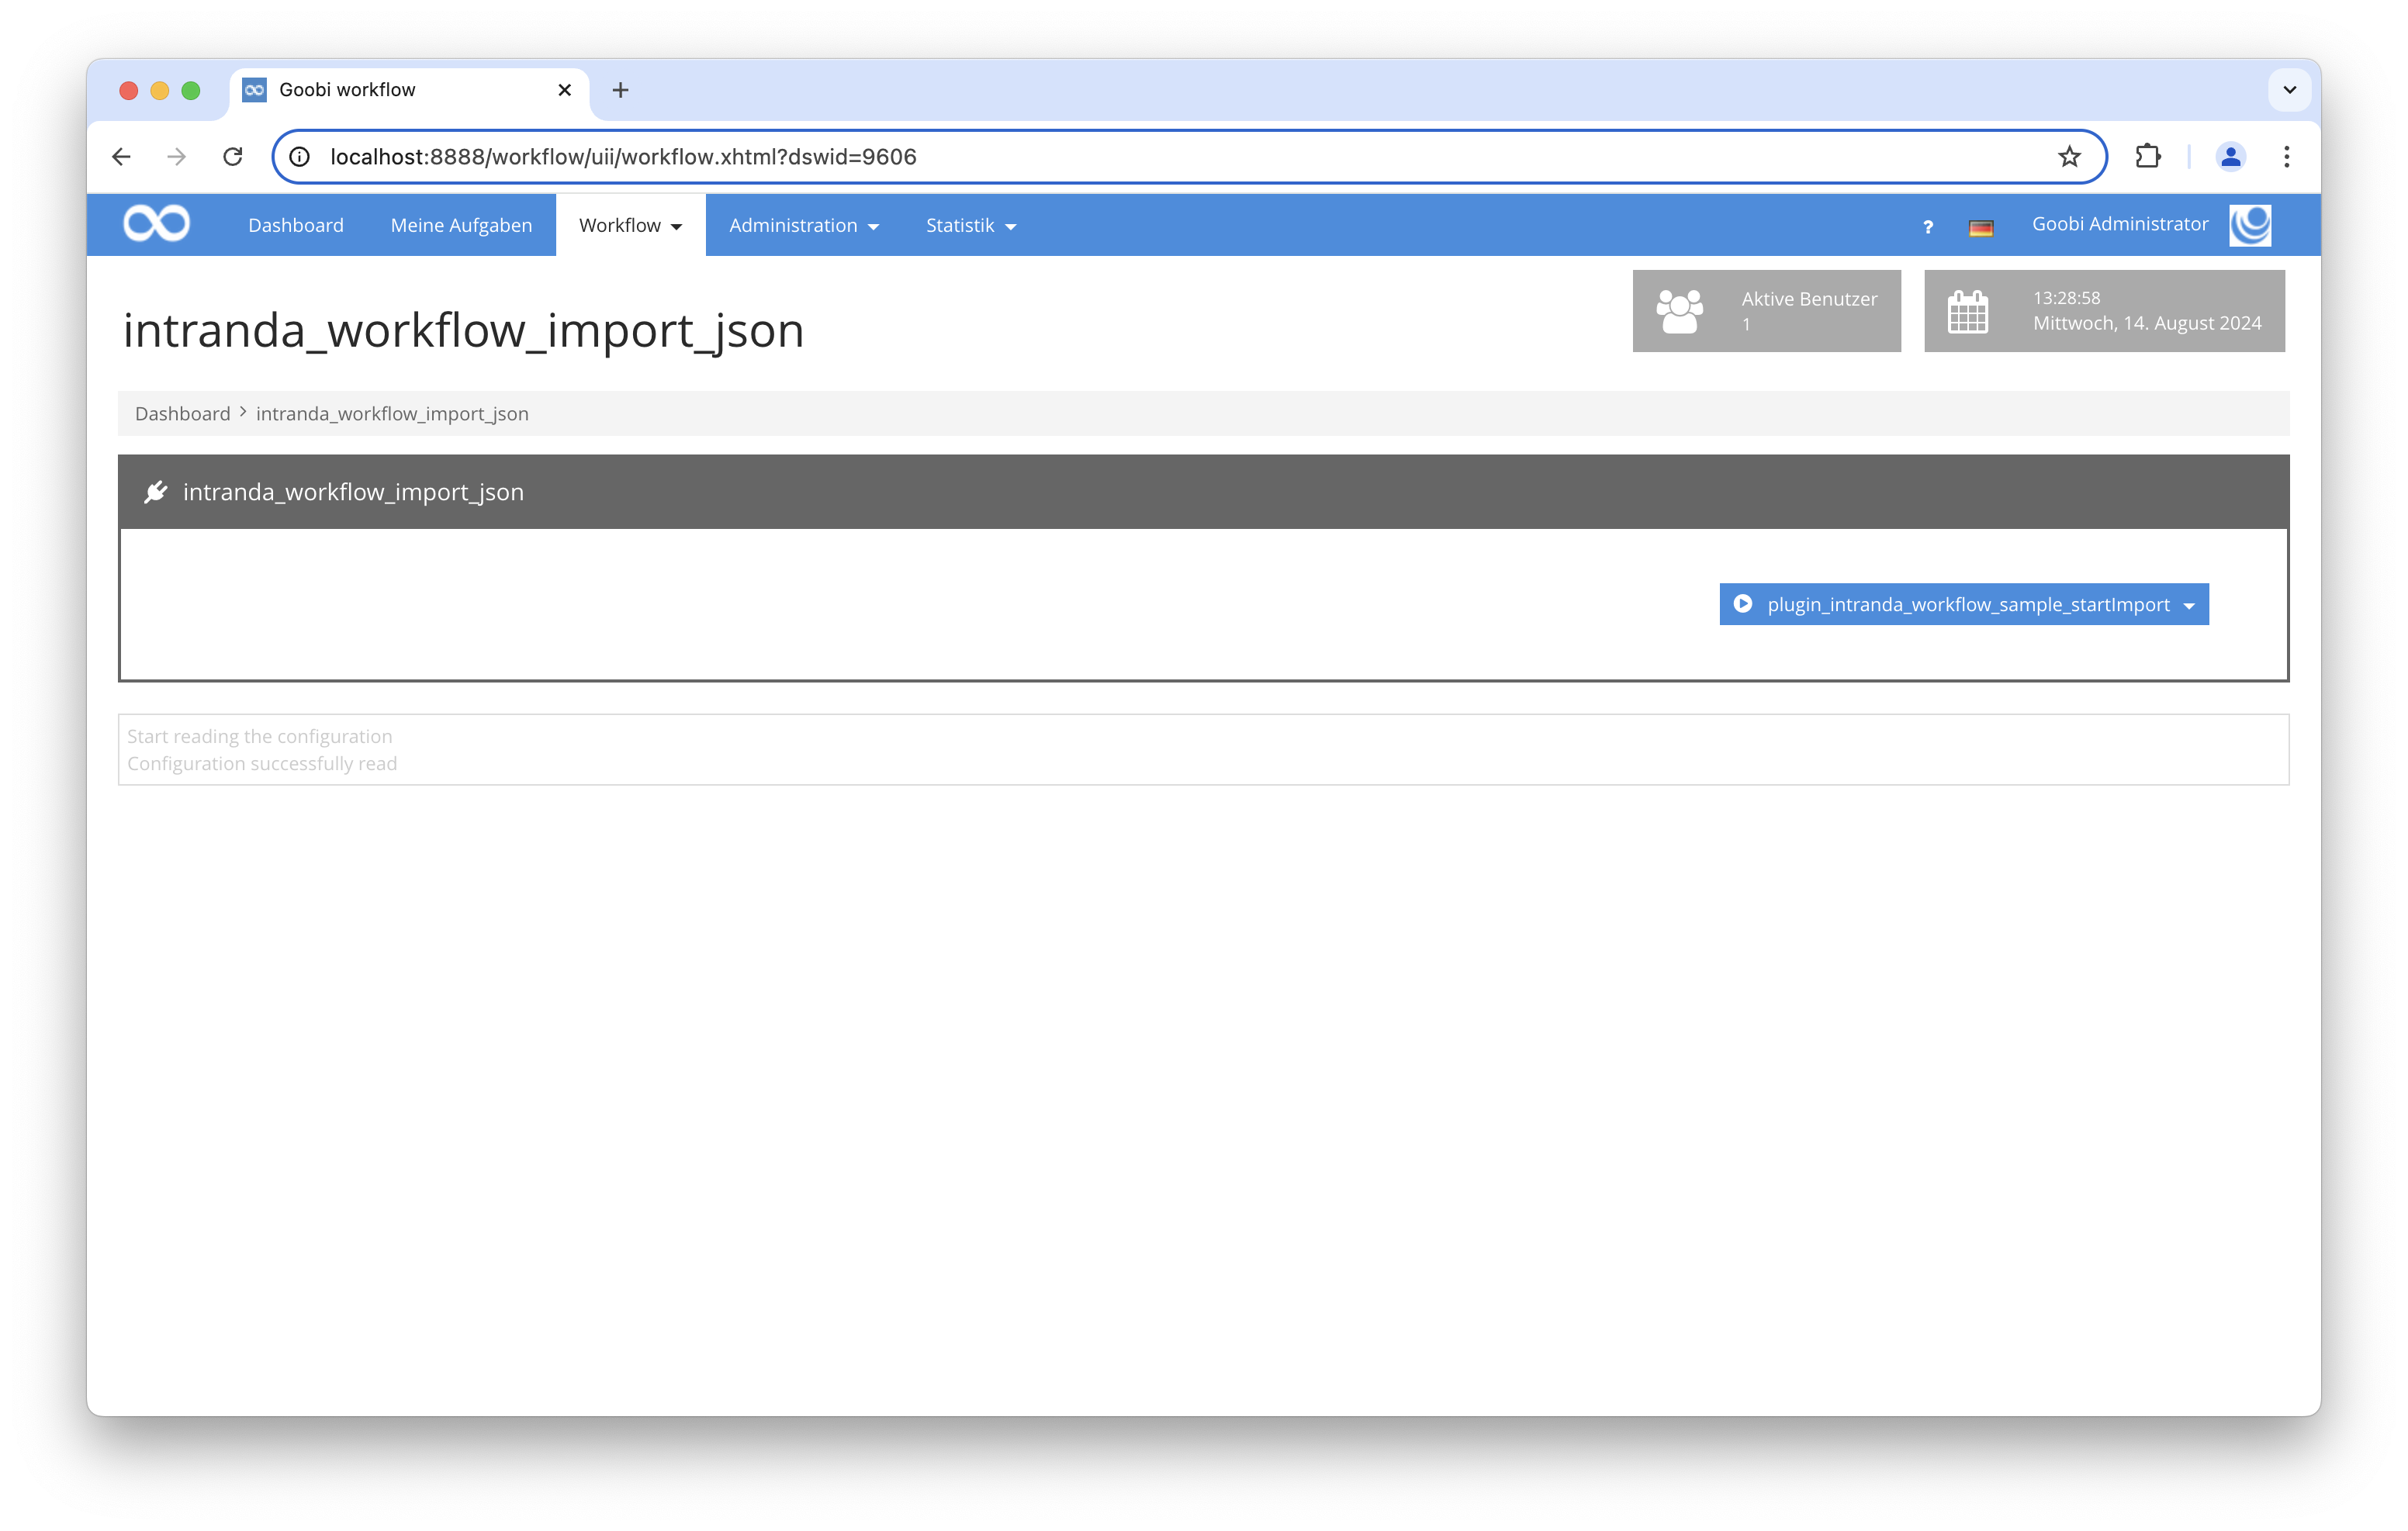 Goobi workflow
localhost:8888/workflow/uii/workflow.xhtml?dswid=9606
Dashboard Meine Aufgaben Workflow Administration Statistik ? Goobi Administrator
intranda_workflow_import_json
Aktive Benutzer
1
13:28:58
Mittwoch, 14. August 2024
Dashboard > intranda_workflow_import_json
intranda_workflow_import_json
plugin_intranda_workflow_sample_startImport
Start reading the configuration
Configuration successfully read